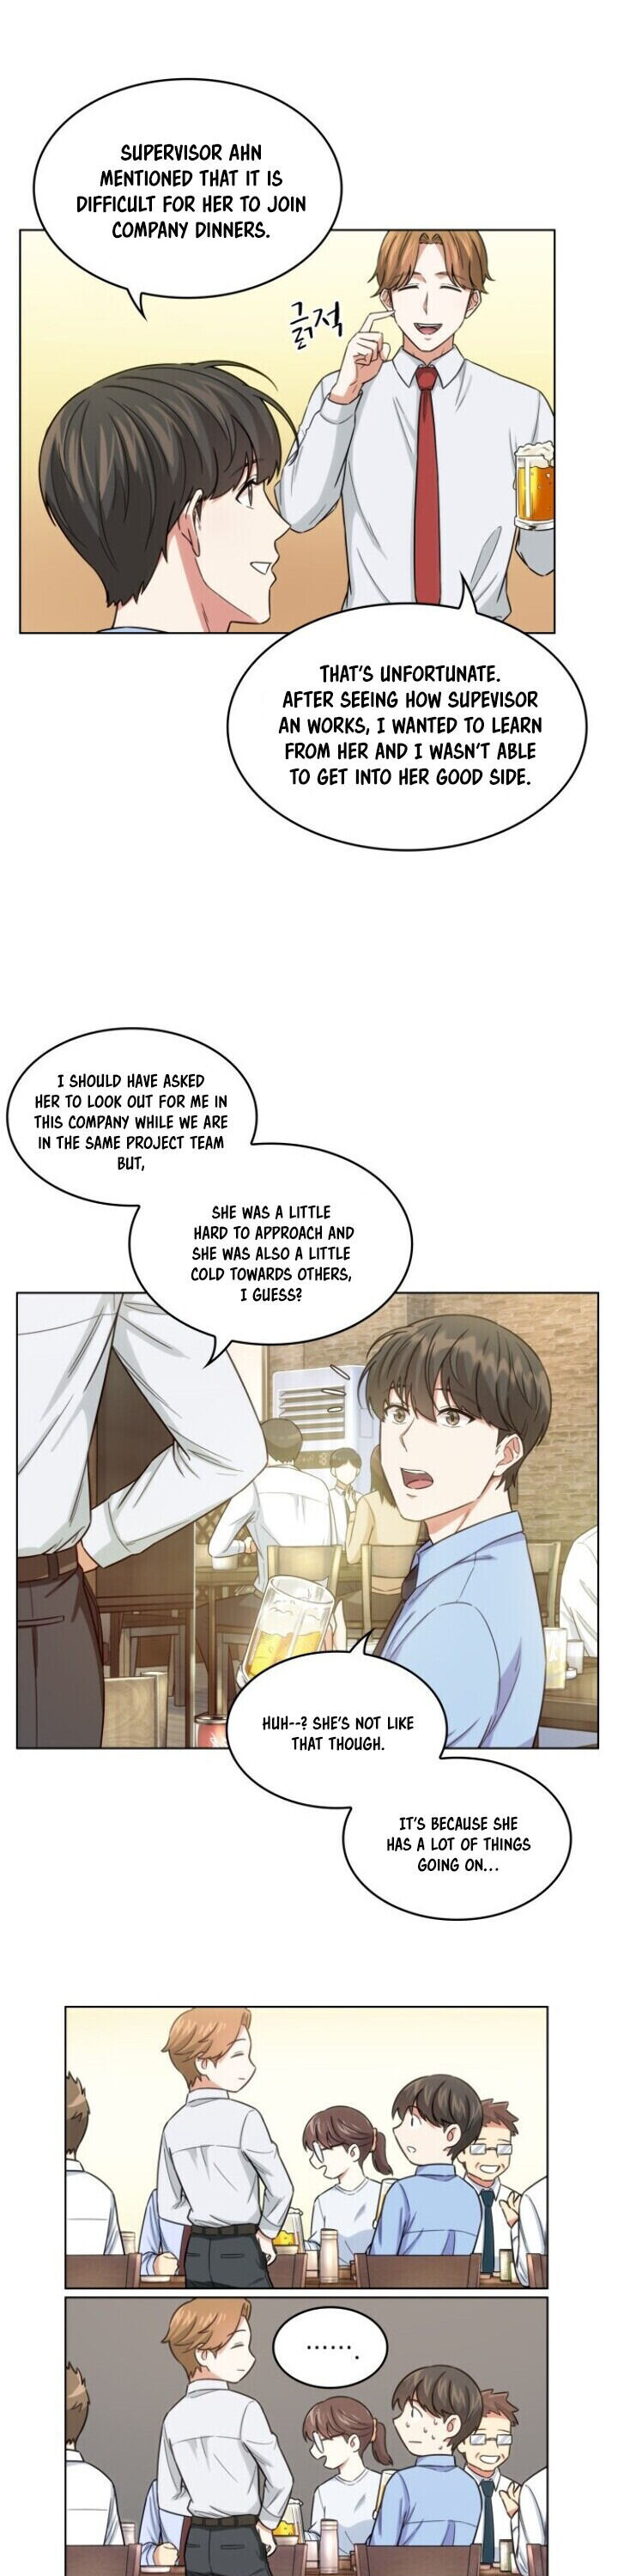 SUPERVISOR AHN
MENTIONED THAT IT IS
DIFFICULT FOR HER TO JOIN
COMPANY DINNERS.
긁적
THAT'S UNFORTUNATE.
AFTER SEEING HOW SUPEVISOR
AN WORKS, I WANTED TO LEARN
FROM HER AND I WASN'T ABLE
TO GET INTO HER GOOD SIDE.
I SHOULD HAVE ASKED
HER TO LOOK OUT FOR ME IN
THIS COMPANY WHILE WE ARE
IN THE SAME PROJECT TEAM
BUT,
SHE WAS A LITTLE
HARD TO APPROACH AND
SHE WAS ALSO A LITTLE
COLD TOWARDS OTHERS,
I GUESS?
HUH--? SHE'S NOT LIKE
THAT THOUGH.
IT'S BECAUSE SHE
HAS A LOT OF THINGS
GOING ON...
.......